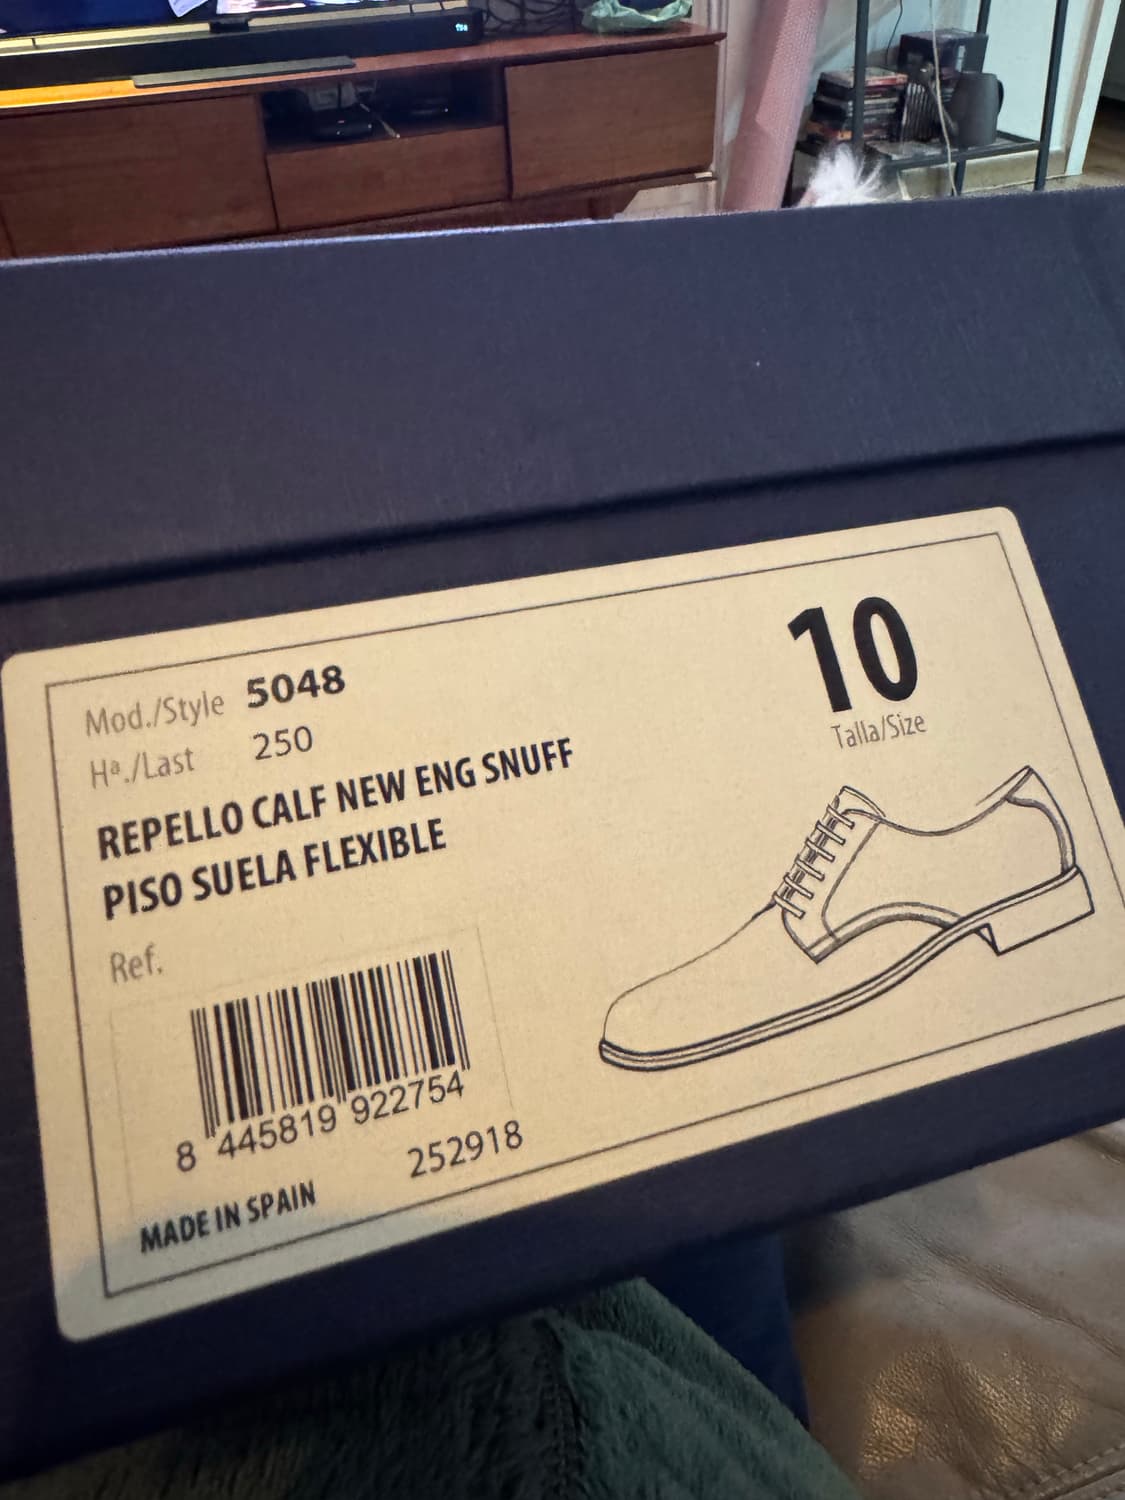 Mod./Style 5048
Hª./Last 250
REPELLO CALF NEW ENG SNUFF
PISO SUELA FLEXIBLE
Ref.
8 445819 922754
252918
MADE IN SPAIN
10
Talla/Size